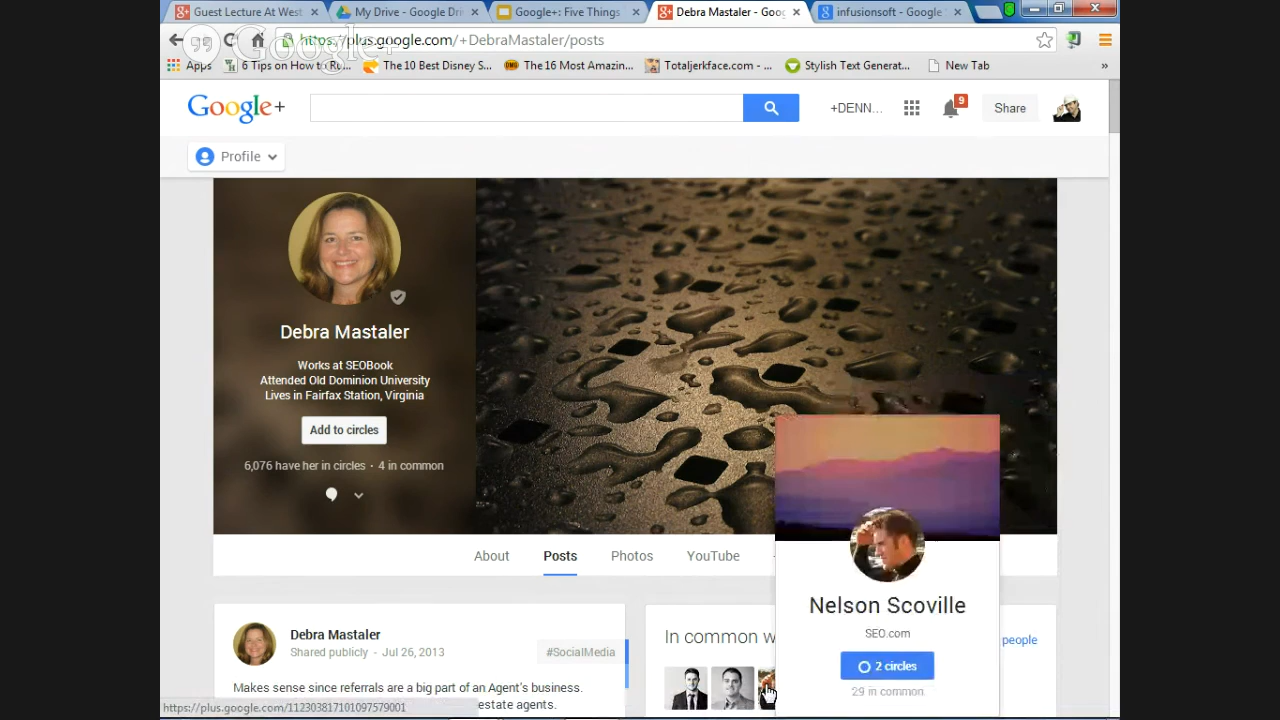 Guest Lecture At West
My Drive - Google Dri
Google+: Five Things
Debra Mastaler - Goo
infusionsoft - Google
https://plus.google.com/+DebraMastaler/posts
Google+
Apps
6 Tips on How to Ru...
The 10 Best Disney S...
The 16 Most Amazin...
Totaljerkface.com - ...
Stylish Text Generat...
New Tab
»
Google+
+DENN...
9
Share
Profile
Debra Mastaler
Works at SEOBook
Attended Old Dominion University
Lives in Fairfax Station, Virginia
Add to circles
6,076 have her in circles · 4 in common
About
Posts
Photos
YouTube
Nelson Scoville
SEO.com
2 circles
29 in common
Debra Mastaler
Shared publicly - Jul 26, 2013
#SocialMedia
Makes sense since referrals are a big part of an Agent's business.
estate agents.
In common w
people
https://plus.google.com/112303817101097579001